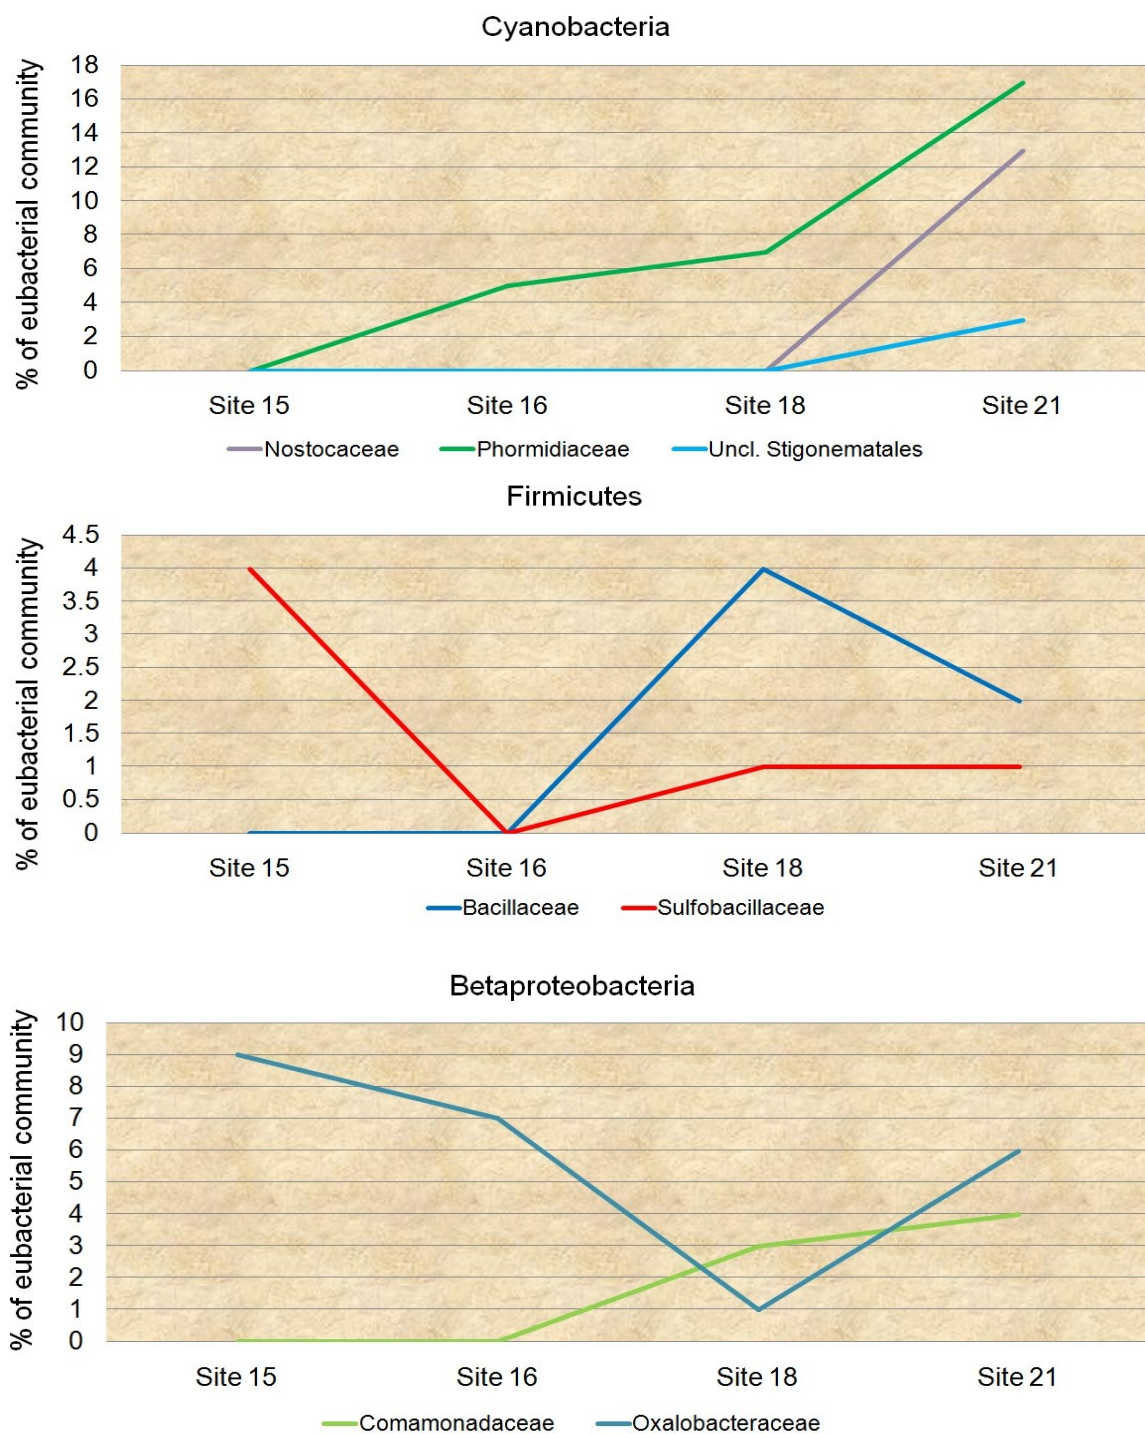 Cyanobacteria
% of eubacterial community
18
16
14
12
10
8
6
4
2
0
Site 15 Site 16 Site 18 Site 21
Nostocaceae Phormidiaceae Uncl. Stigonematales
Firmicutes
% of eubacterial community
4.5
4
3.5
3
2.5
2
1.5
1
0.5
0
Site 15 Site 16 Site 18 Site 21
Bacillaceae Sulfobacillaceae
Betaproteobacteria
% of eubacterial community
10
9
8
7
6
5
4
3
2
1
0
Site 15 Site 16 Site 18 Site 21
Comamonadaceae Oxalobacteraceae